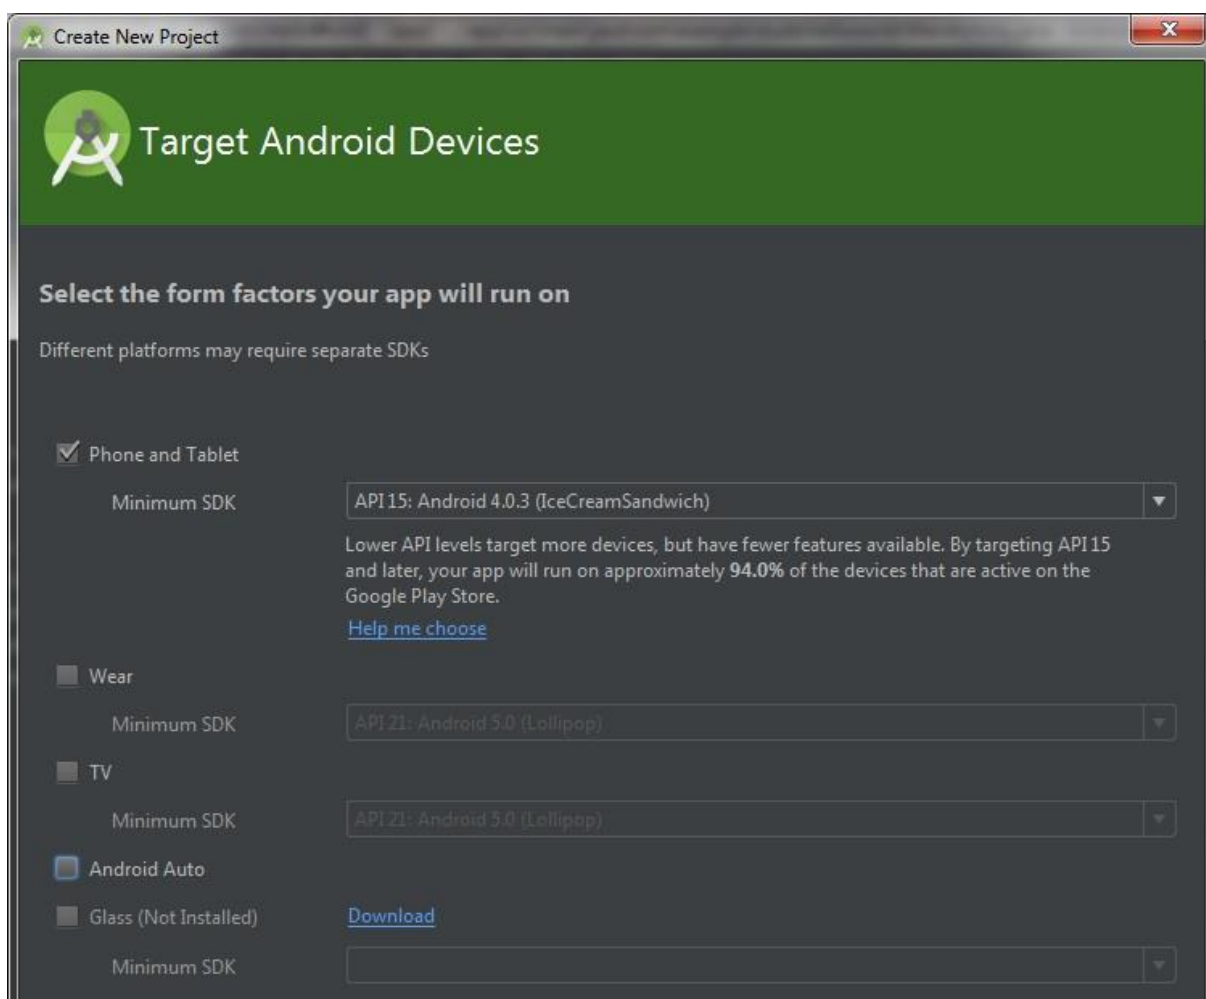 Create New Project
Target Android Devices
Select the form factors your app will run on
Different platforms may require separate SDKs
Phone and Tablet
Minimum SDK API 15: Android 4.0.3 (IceCreamSandwich)
Lower API levels target more devices, but have fewer features available. By targeting API 15
and later, your app will run on approximately 94.0% of the devices that are active on the
Google Play Store.
Help me choose
Wear
Minimum SDK API 21: Android 5.0 (Lollipop)
TV
Minimum SDK API 21: Android 5.0 (Lollipop)
Android Auto
Glass (Not Installed) Download
Minimum SDK